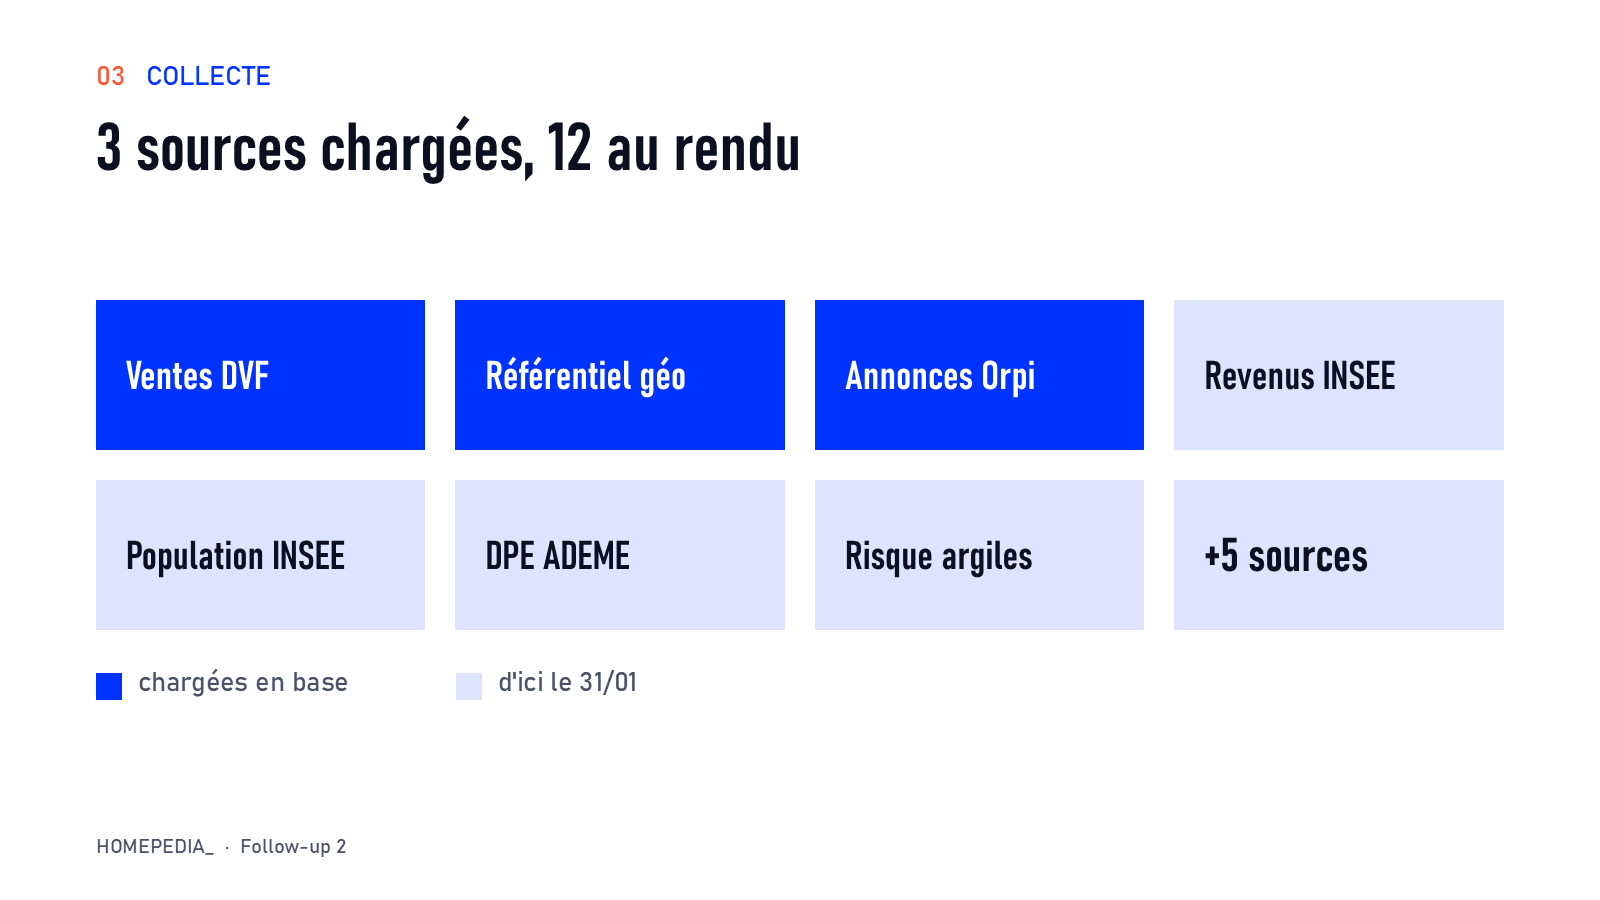 03 COLLECTE
3 sources chargées, 12 au rendu
Ventes DVF
Référentiel géo
Annonces Orpi
Revenus INSEE
Population INSEE
DPE ADEME
Risque argiles
+5 sources
chargées en base
d'ici le 31/01
HOMEPEDIA_ · Follow-up 2